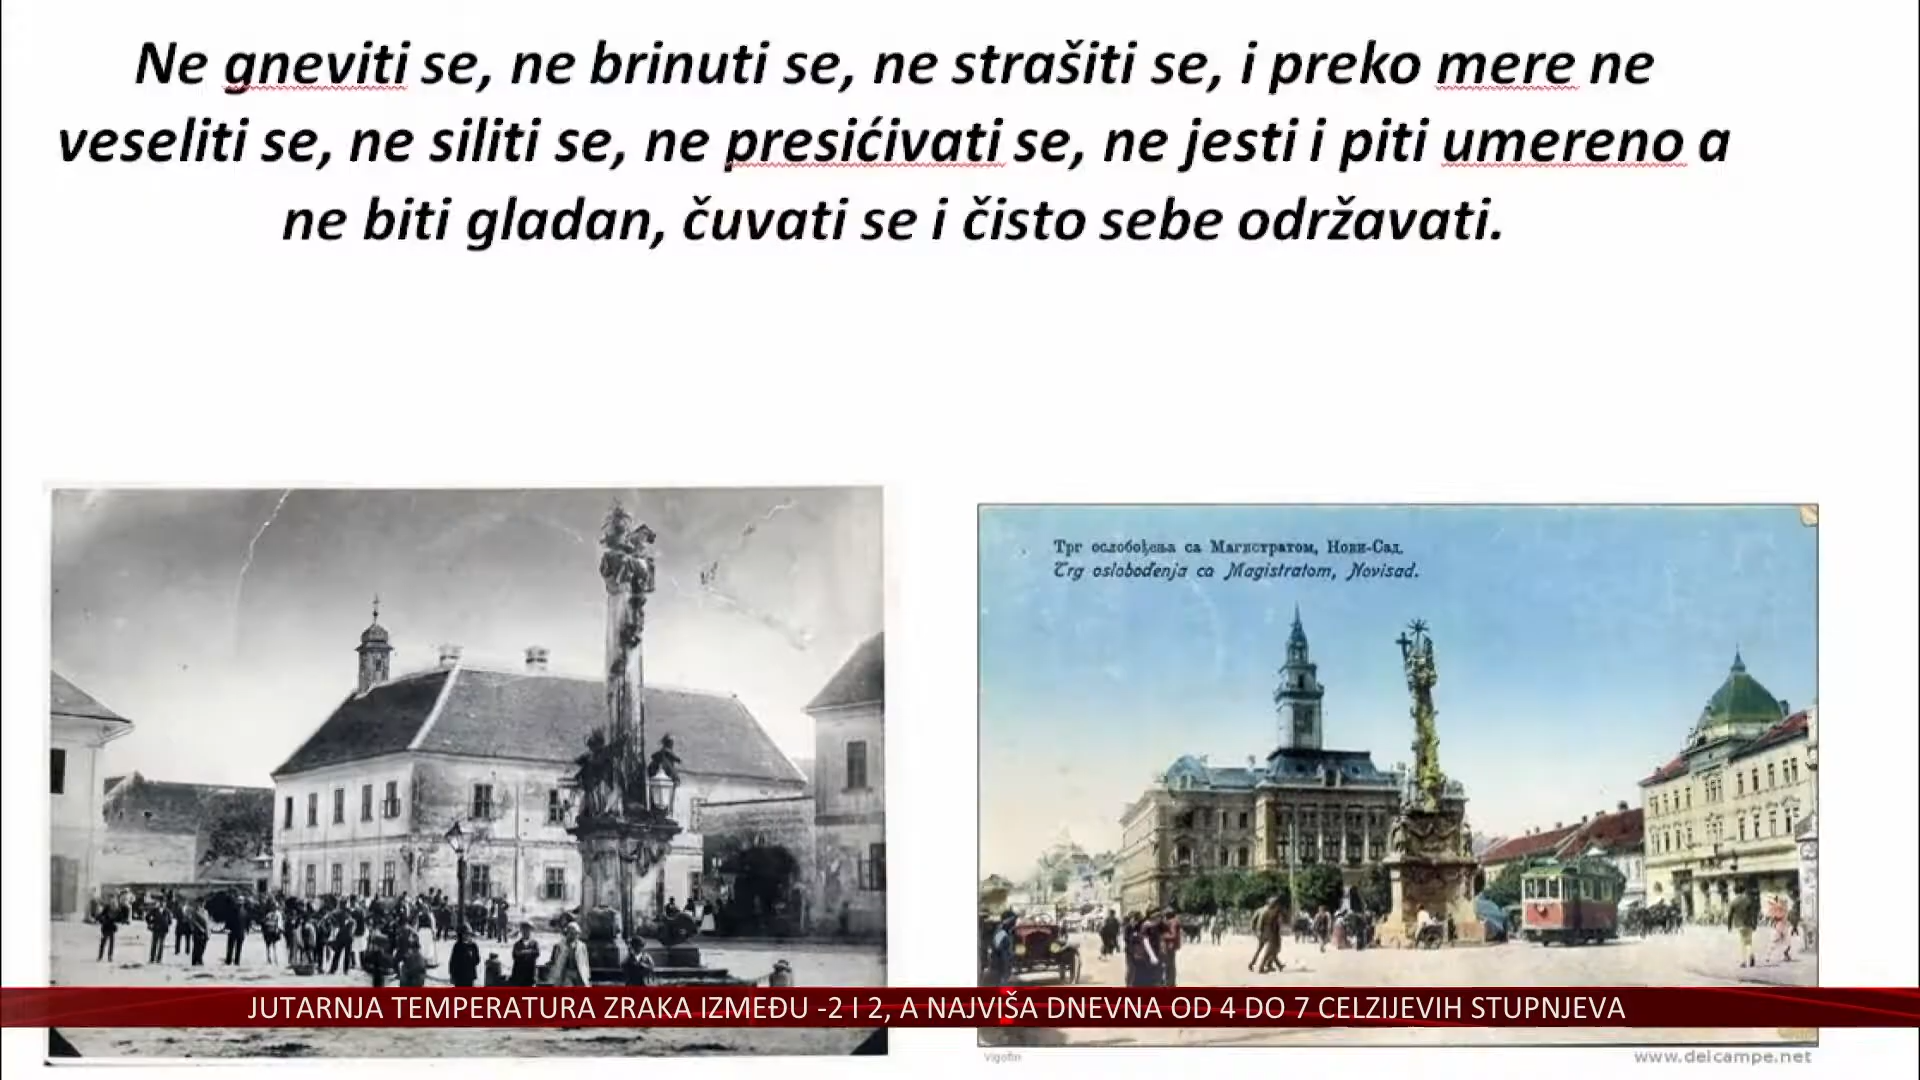 Ne gneviti se, ne brinuti se, ne strašiti se, i preko mere ne
veseliti se, ne siliti se, ne presićivati se, ne jesti i piti umereno a
ne biti gladan, čuvati se i čisto sebe održavati.
Трг ослобођења са Магистратом, Нови-Сад.
Trg oslobođenja ca Magistratom, Novisad.
JUTARNJA TEMPERATURA ZRAKA IZMEĐU -2 I 2, A NAJVIŠA DNEVNA OD 4 DO 7 CELZIJEVIH STUPNJEVA
vigofin
www.delcampe.net